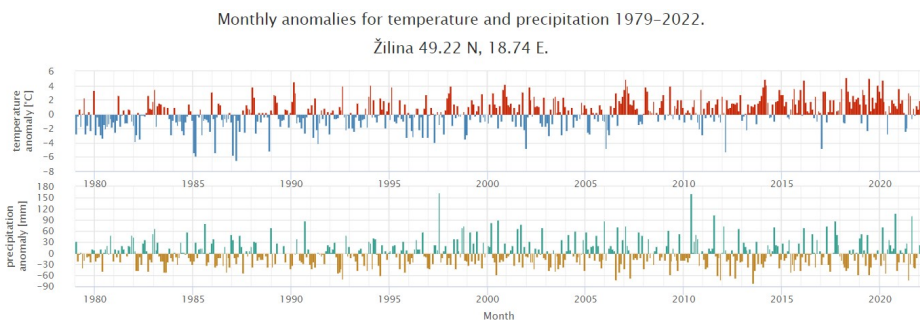 Monthly anomalies for temperature and precipitation 1979-2022.
Žilina 49.22 N, 18.74 E.
temperature
anomaly [°C]
6
4
2
0
−2
−4
−6
−8
1980 1985 1990 1995 2000 2005 2010 2015 2020
precipitation
anomaly [mm]
180
150
120
90
60
30
0
−30
−60
−90
1980 1985 1990 1995 2000 2005 2010 2015 2020
Month